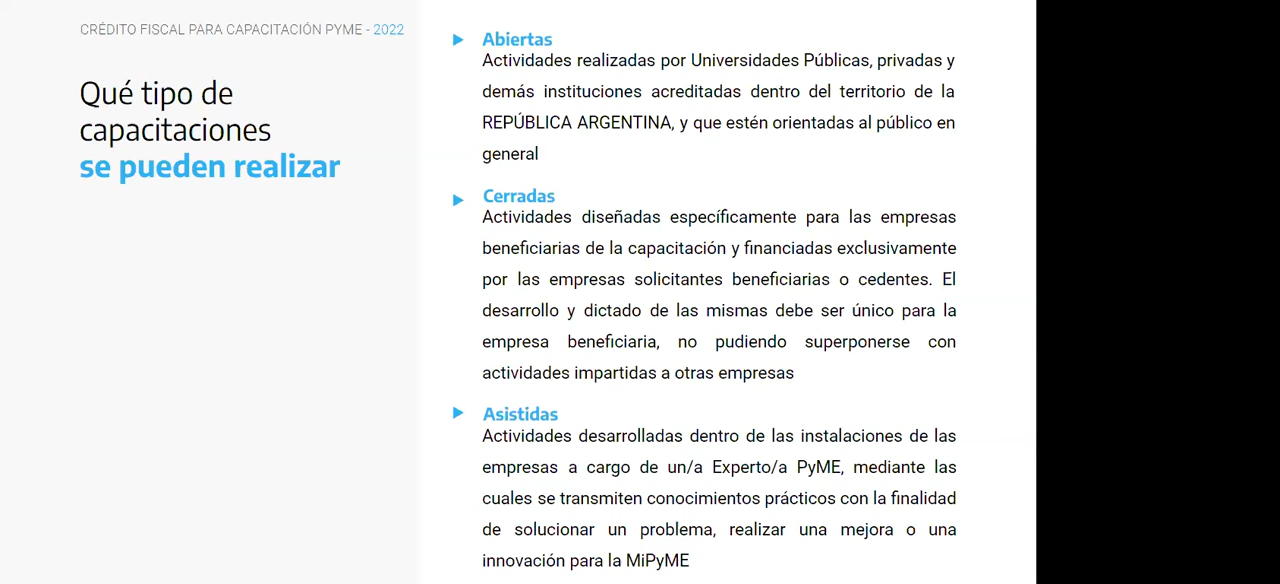 CRÉDITO FISCAL PARA CAPACITACIÓN PYME - 2022
Qué tipo de
capacitaciones
se pueden realizar
Abiertas
Actividades realizadas por Universidades Públicas, privadas y
demás instituciones acreditadas dentro del territorio de la
REPÚBLICA ARGENTINA, y que estén orientadas al público en
general
Cerradas
Actividades diseñadas específicamente para las empresas
beneficiarias de la capacitación y financiadas exclusivamente
por las empresas solicitantes beneficiarias o cedentes. El
desarrollo y dictado de las mismas debe ser único para la
empresa beneficiaria, no pudiendo superponerse con
actividades impartidas a otras empresas
Asistidas
Actividades desarrolladas dentro de las instalaciones de las
empresas a cargo de un/a Experto/a PyME, mediante las
cuales se transmiten conocimientos prácticos con la finalidad
de solucionar un problema, realizar una mejora o una
innovación para la MiPyME